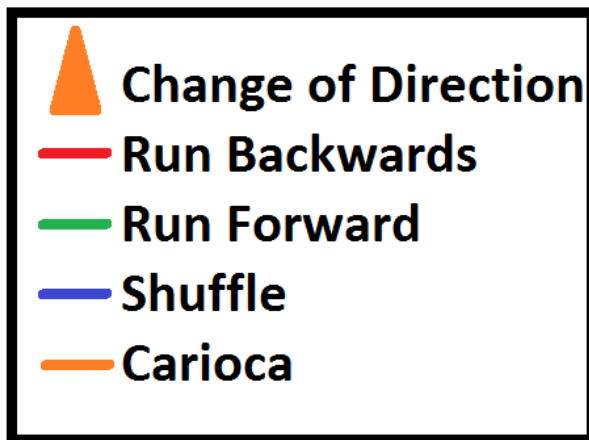 Change of Direction
Run Backwards
Run Forward
Shuffle
Carioca